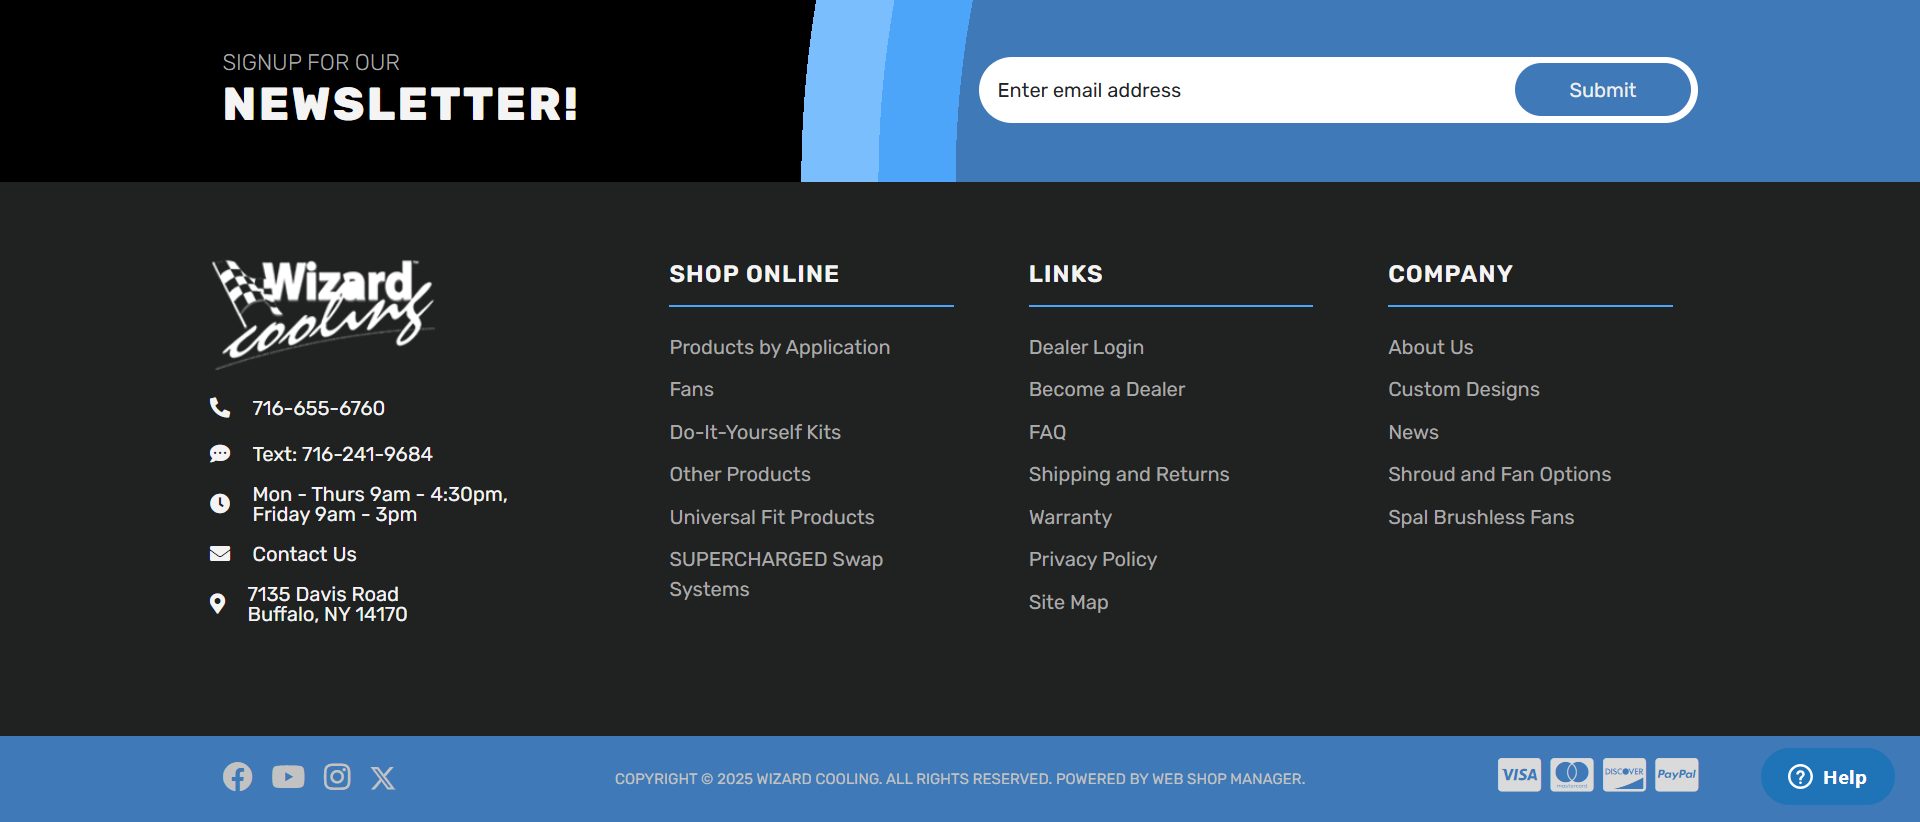 SIGNUP FOR OUR
NEWSLETTER!
Enter email address
Submit
Wizard™
cooling
716-655-6760
Text: 716-241-9684
Mon - Thurs 9am - 4:30pm,
Friday 9am - 3pm
Contact Us
7135 Davis Road
Buffalo, NY 14170
SHOP ONLINE
Products by Application
Fans
Do-It-Yourself Kits
Other Products
Universal Fit Products
SUPERCHARGED Swap
Systems
LINKS
Dealer Login
Become a Dealer
FAQ
Shipping and Returns
Warranty
Privacy Policy
Site Map
COMPANY
About Us
Custom Designs
News
Shroud and Fan Options
Spal Brushless Fans
COPYRIGHT © 2025 WIZARD COOLING. ALL RIGHTS RESERVED. POWERED BY WEB SHOP MANAGER.
VISA
mastercard
DISCOVER
PayPal
Help